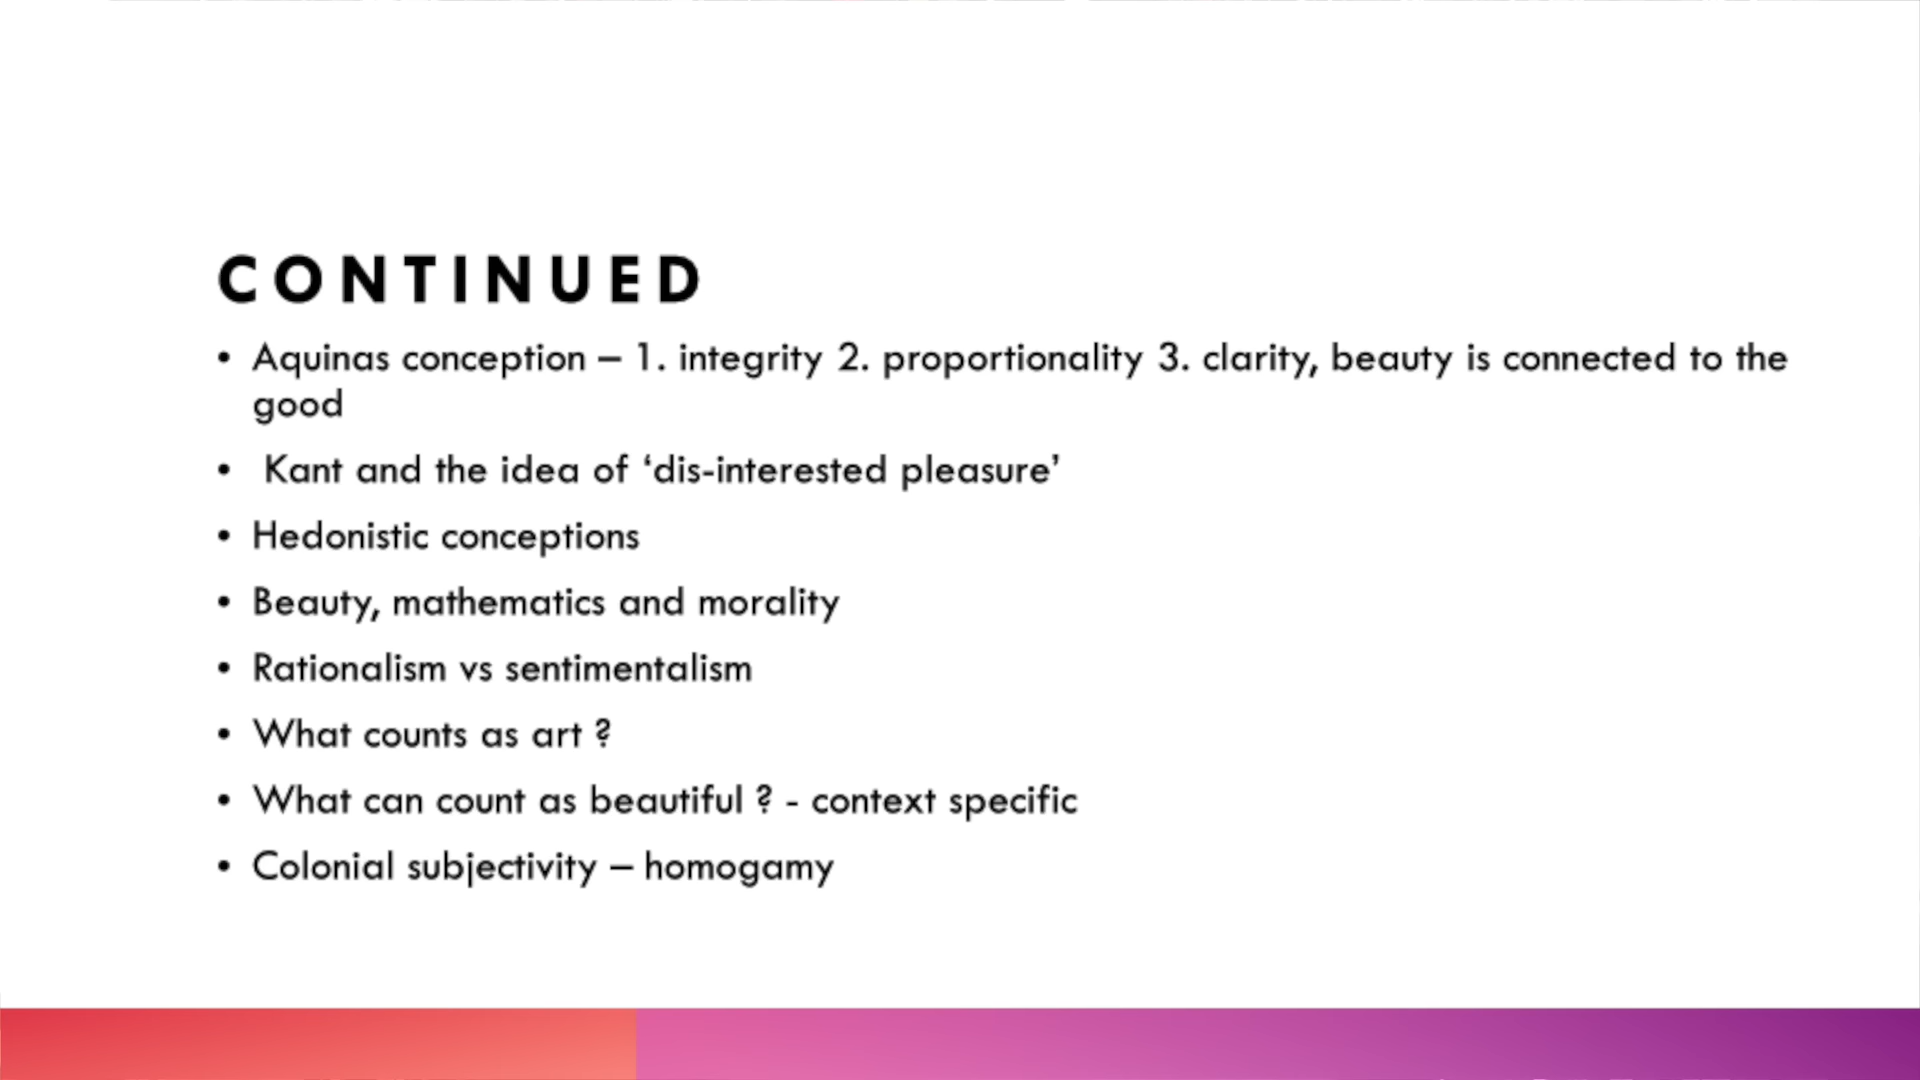 CONTINUED
• Aquinas conception – 1. integrity 2. proportionality 3. clarity, beauty is connected to the
good
• Kant and the idea of ‘dis-interested pleasure’
• Hedonistic conceptions
• Beauty, mathematics and morality
• Rationalism vs sentimentalism
• What counts as art ?
• What can count as beautiful ? - context specific
• Colonial subjectivity – homogamy